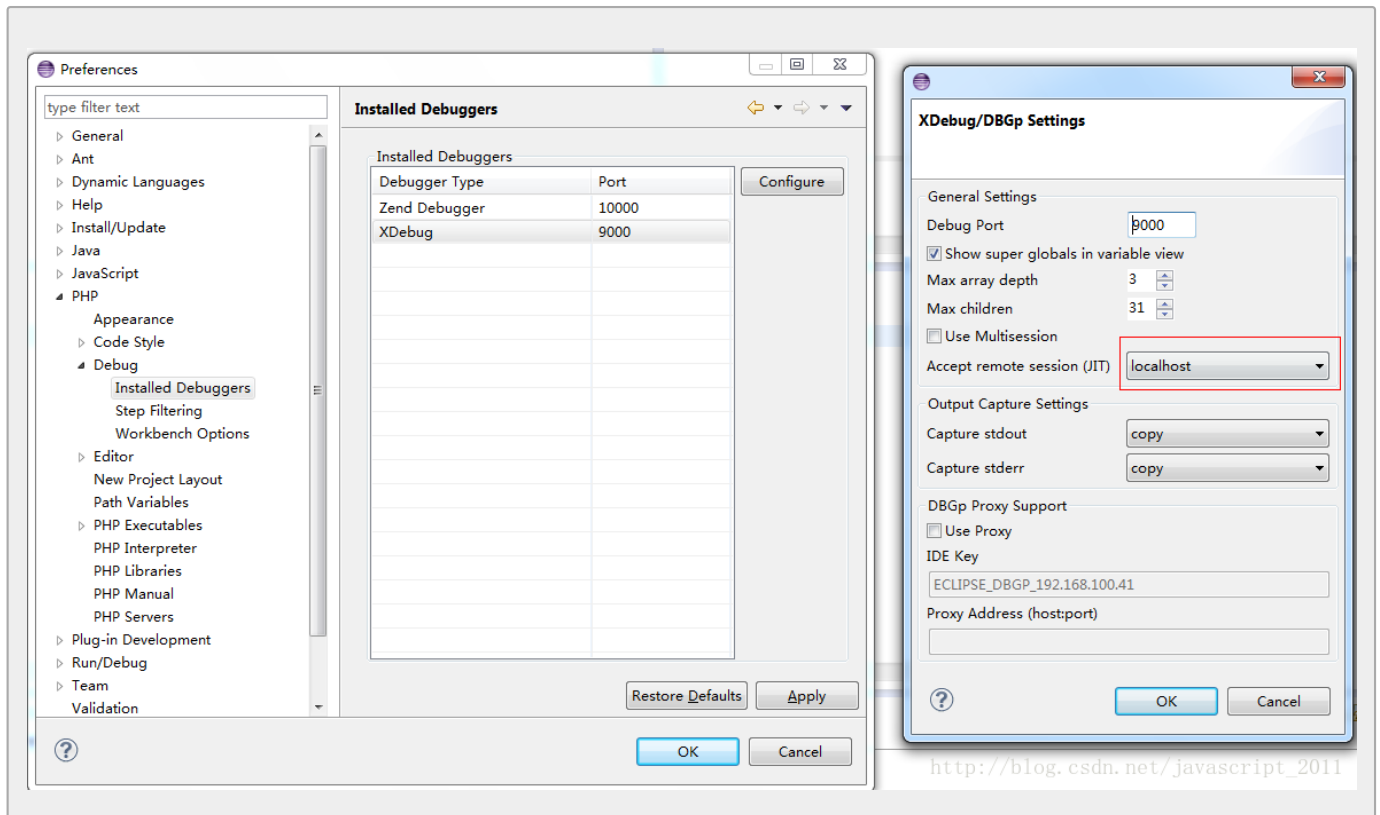 Preferences
type filter text
General
Ant
Dynamic Languages
Help
Install/Update
Java
JavaScript
PHP
Appearance
Code Style
Debug
Installed Debuggers
Step Filtering
Workbench Options
Editor
New Project Layout
Path Variables
PHP Executables
PHP Interpreter
PHP Libraries
PHP Manual
PHP Servers
Plug-in Development
Run/Debug
Team
Validation
Installed Debuggers
Installed Debuggers
Debugger Type Port
Zend Debugger 10000
XDebug 9000
Configure
Restore Defaults Apply
OK Cancel
XDebug/DBGp Settings
General Settings
Debug Port 9000
Show super globals in variable view
Max array depth 3
Max children 31
Use Multisession
Accept remote session (JIT) localhost
Output Capture Settings
Capture stdout copy
Capture stderr copy
DBGp Proxy Support
Use Proxy
IDE Key
ECLIPSE_DBGP_192.168.100.41
Proxy Address (host:port)
OK Cancel
http://blog.csdn.net/javascript_2011